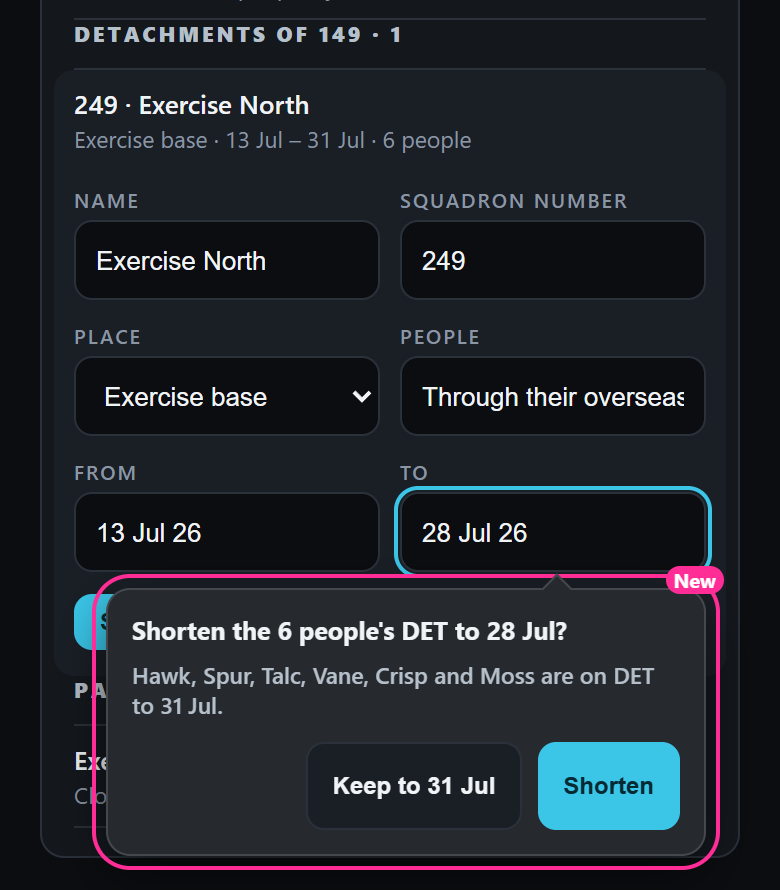 DETACHMENTS OF 149 · 1
249 · Exercise North
Exercise base · 13 Jul – 31 Jul · 6 people
NAME
SQUADRON NUMBER
Exercise North
249
PLACE
PEOPLE
Exercise base
Through their overseas
FROM
TO
13 Jul 26
28 Jul 26
New
Shorten the 6 people's DET to 28 Jul?
Hawk, Spur, Talc, Vane, Crisp and Moss are on DET
to 31 Jul.
Keep to 31 Jul
Shorten